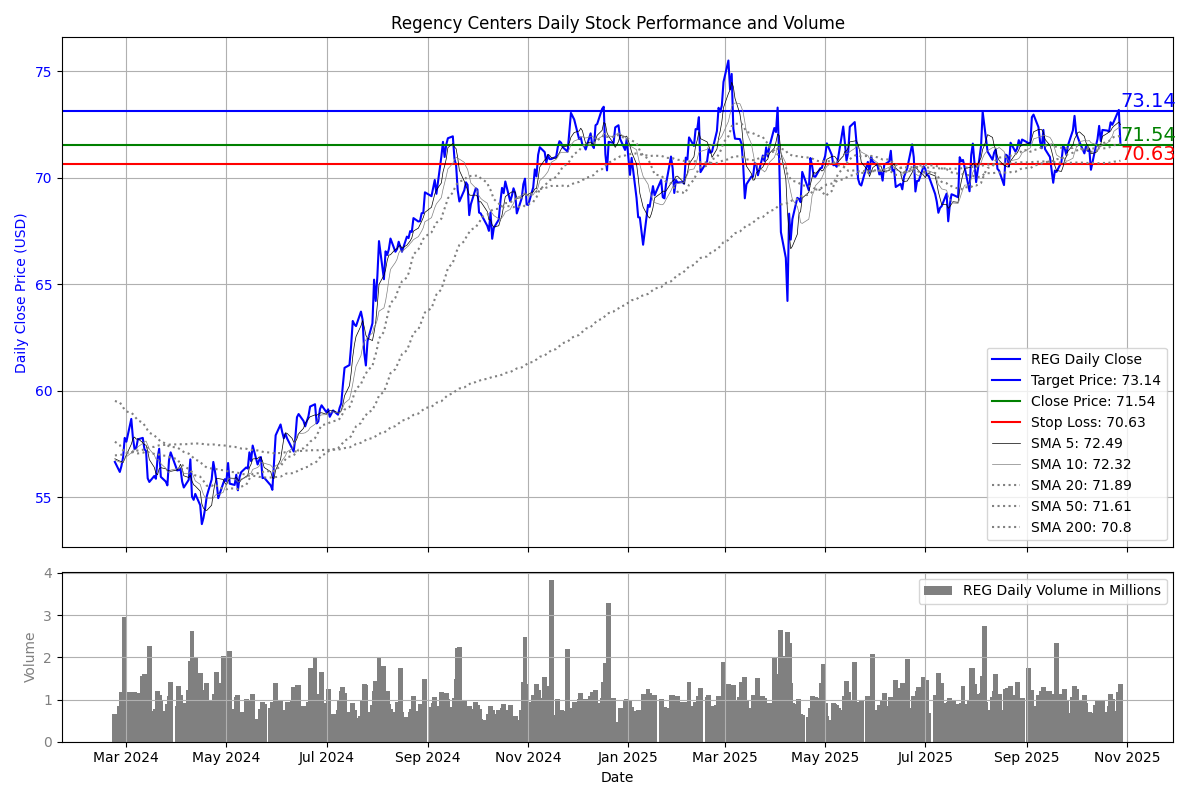 Regency Centers Daily Stock Performance and Volume
Daily Close Price (USD)
75
70
65
60
55
73.14
71.54
70.63
REG Daily Close
Target Price: 73.14
Close Price: 71.54
Stop Loss: 70.63
SMA 5: 72.49
SMA 10: 72.32
SMA 20: 71.89
SMA 50: 71.61
SMA 200: 70.8
Volume
4
3
2
1
0
REG Daily Volume in Millions
Mar 2024 May 2024 Jul 2024 Sep 2024 Nov 2024 Jan 2025 Mar 2025 May 2025 Jul 2025 Sep 2025 Nov 2025
Date